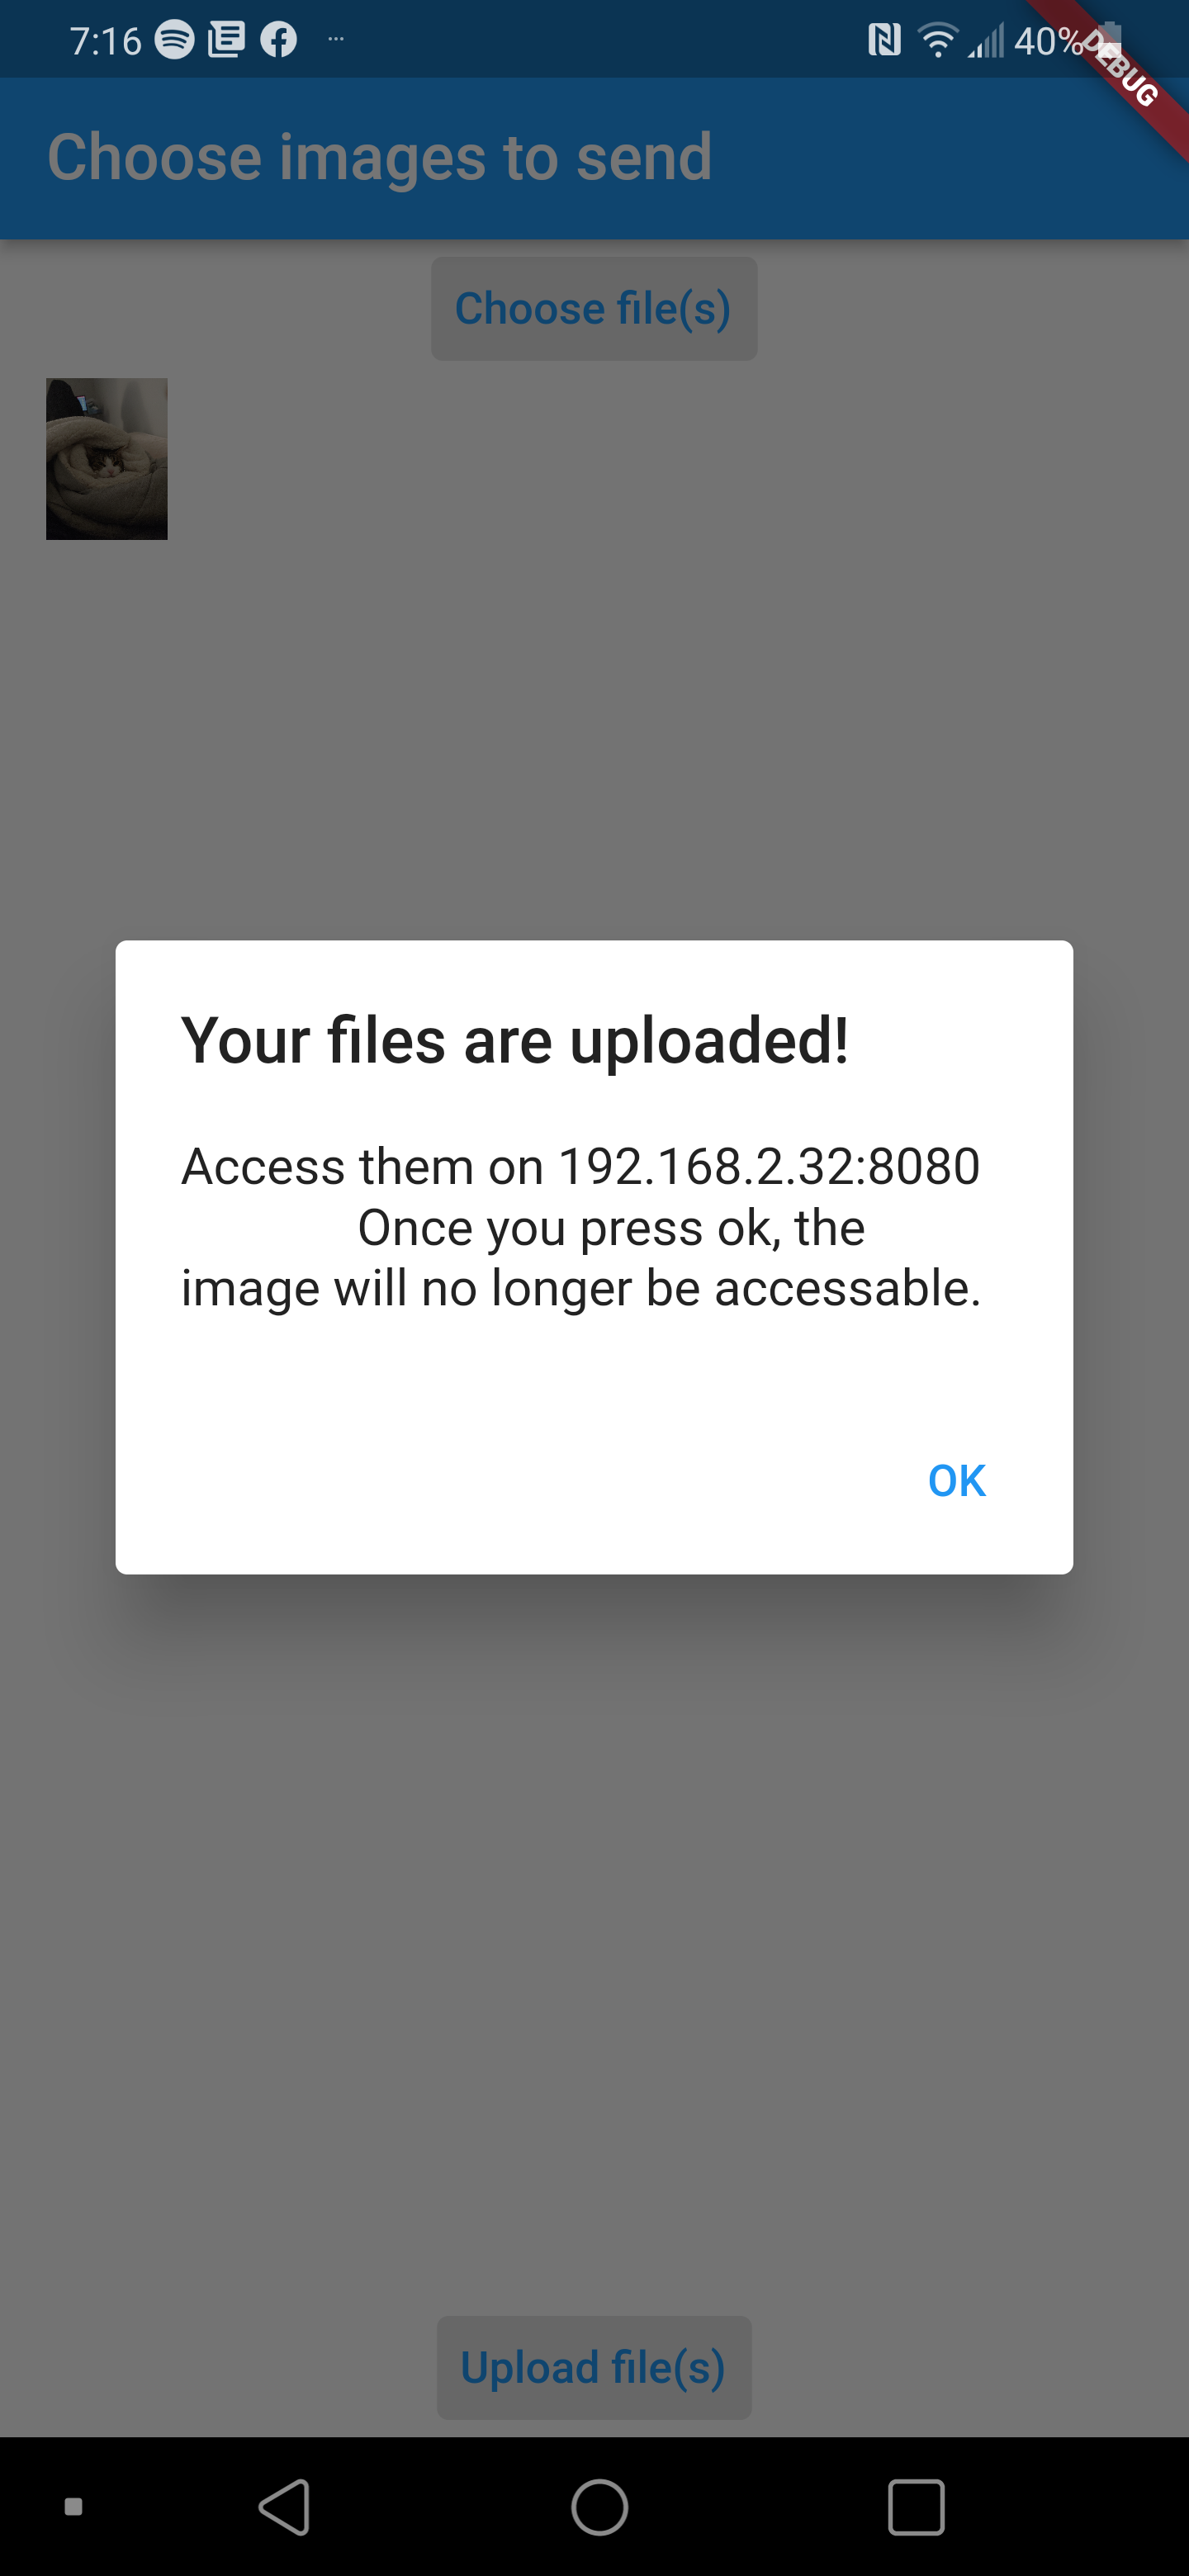 7:16 ... 40%
DEBUG
Choose images to send
Choose file(s)
Your files are uploaded!
Access them on 192.168.2.32:8080
Once you press ok, the
image will no longer be accessable.
OK
Upload file(s)